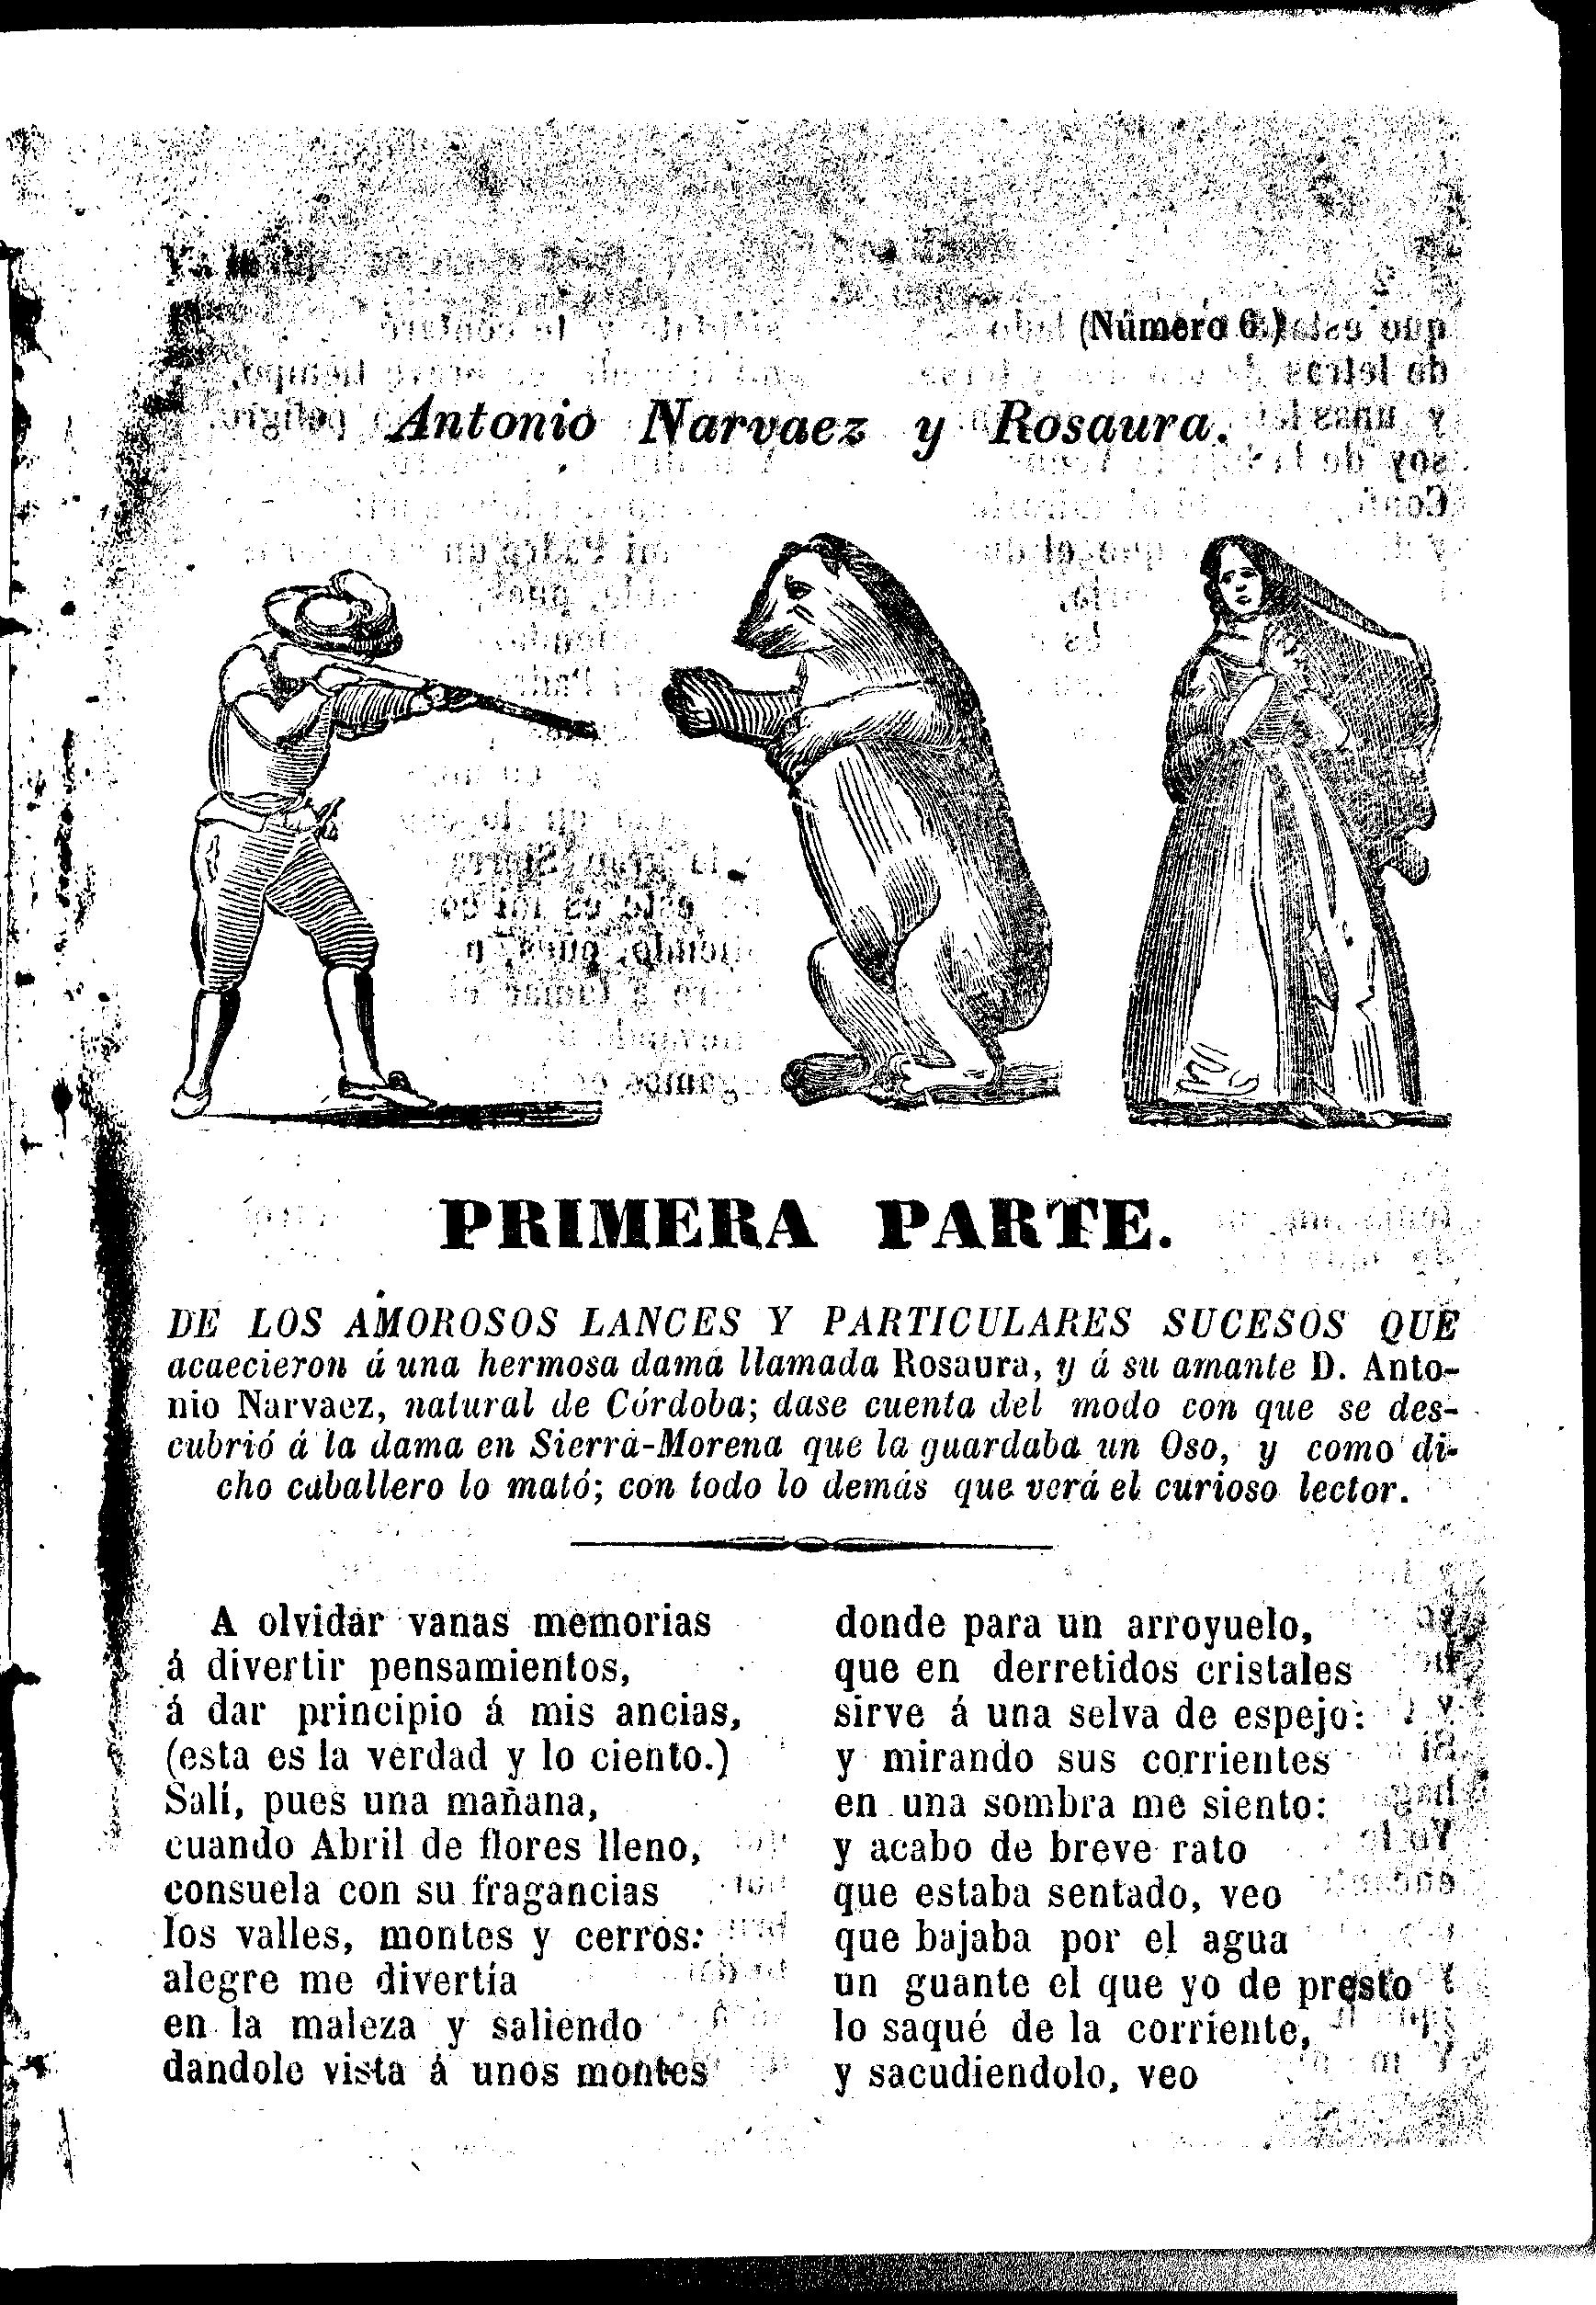 (Número 6.)
Antonio Narvaez y Rosaura.
PRIMERA PARTE.
DE LOS AMOROSOS LANCES Y PARTICULARES SUCESOS QUE
acaecieron á una hermosa dama llamada Rosaura, y á su amante D. Anto-
nio Narvaez, natural de Córdoba; dase cuenta del modo con que se des-
cubrió á la dama en Sierra-Morena que la guardaba un Oso, y como di-
cho caballero lo mató; con todo lo demás que verá el curioso lector.
A olvidar vanas memorias
á divertir pensamientos,
á dar principio á mis ancias,
(esta es la verdad y lo ciento.)
Salí, pues una mañana,
cuando Abril de flores lleno,
consuela con su fragancias
los valles, montes y cerros:
alegre me divertía
en la maleza y saliendo
dandole vista á unos montes
donde para un arroyuelo,
que en derretidos cristales
sirve á una selva de espejo:
y mirando sus corrientes
en una sombra me siento:
y acabo de breve rato
que estaba sentado, veo
que bajaba por el agua
un guante el que yo de presto
lo saqué de la corriente,
y sacudiendolo, veo